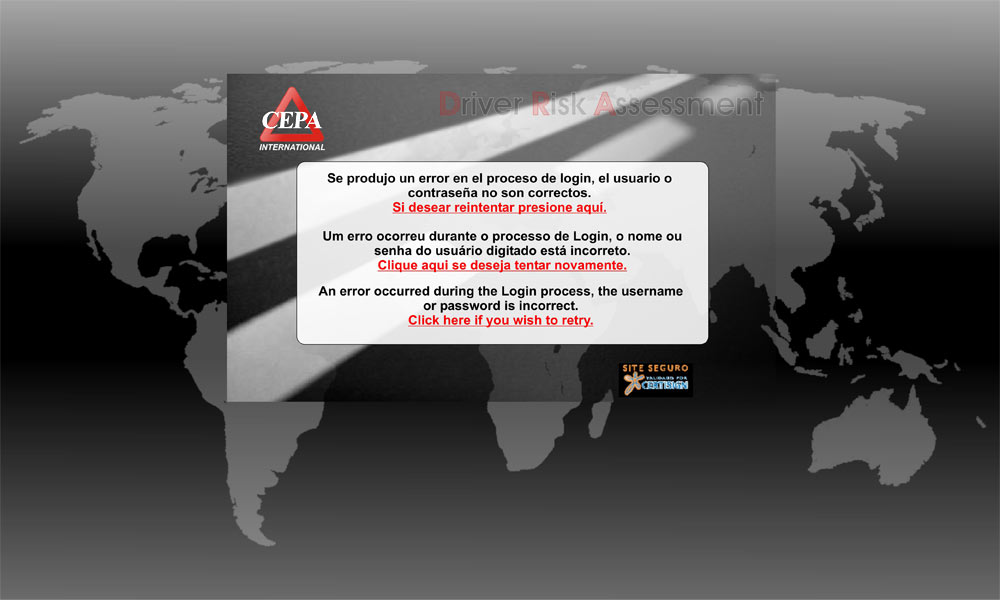 Driver Risk Assessment
CEPA
INTERNATIONAL
Se produjo un error en el proceso de login, el usuario o
contraseña no son correctos.
Si desear reintentar presione aquí.
Um erro ocorreu durante o processo de Login, o nome ou
senha do usuário digitado está incorreto.
Clique aqui se deseja tentar novamente.
An error occurred during the Login process, the username
or password is incorrect.
Click here if you wish to retry.
SITE SEGURO
VALIDADO POR
CERTISIGN